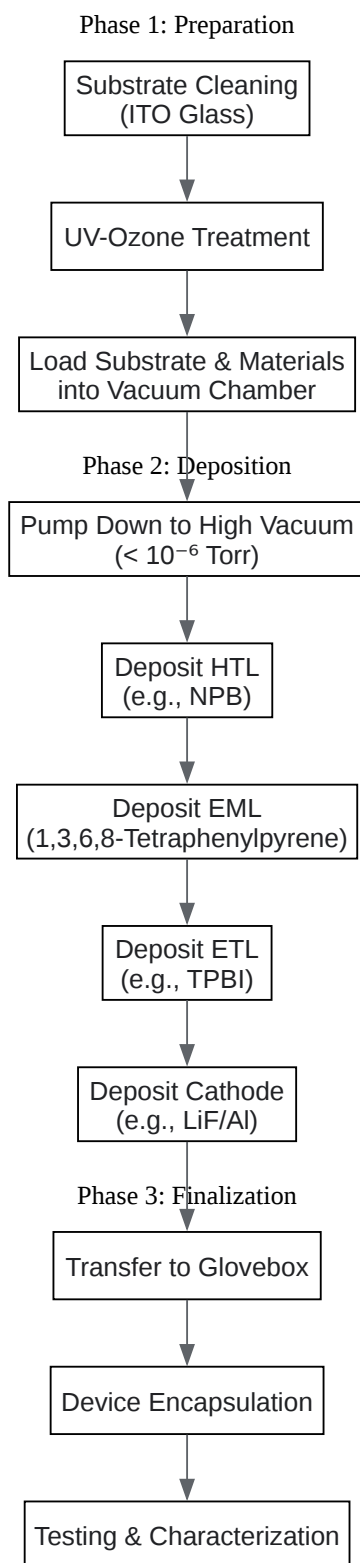 Phase 1: Preparation
Substrate Cleaning
(ITO Glass)
UV-Ozone Treatment
Load Substrate & Materials
into Vacuum Chamber
Phase 2: Deposition
Pump Down to High Vacuum
(< 10⁻⁶ Torr)
Deposit HTL
(e.g., NPB)
Deposit EML
(1,3,6,8-Tetraphenylpyrene)
Deposit ETL
(e.g., TPBI)
Deposit Cathode
(e.g., LiF/Al)
Phase 3: Finalization
Transfer to Glovebox
Device Encapsulation
Testing & Characterization